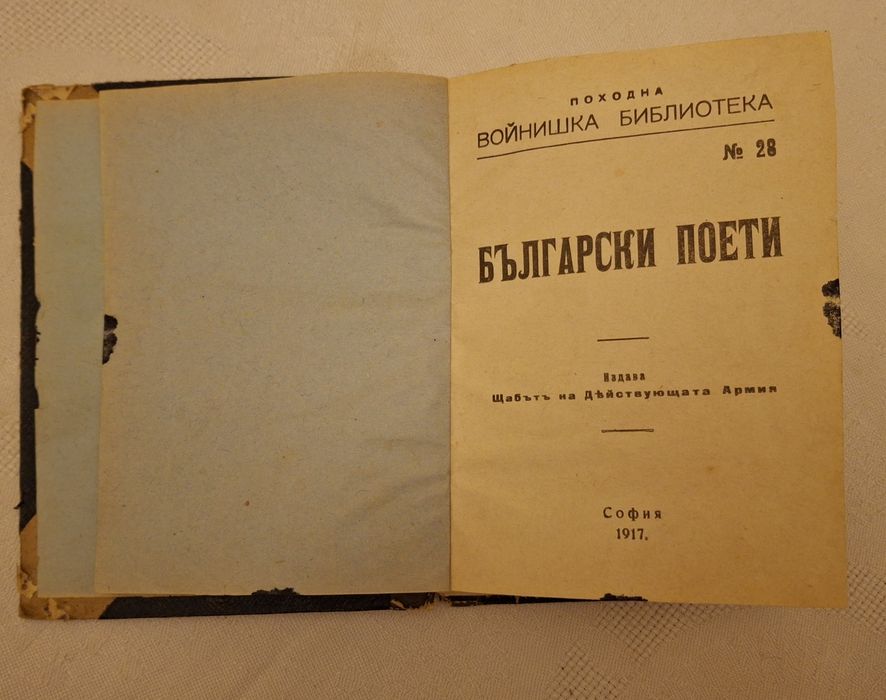 ПОХОДНА
ВОЙНИШКА БИБЛИОТЕКА
№ 28
БЪЛГАРСКИ ПОЕТИ
Издава
Щабътъ на Дѣйствующата Армия
София
1917.